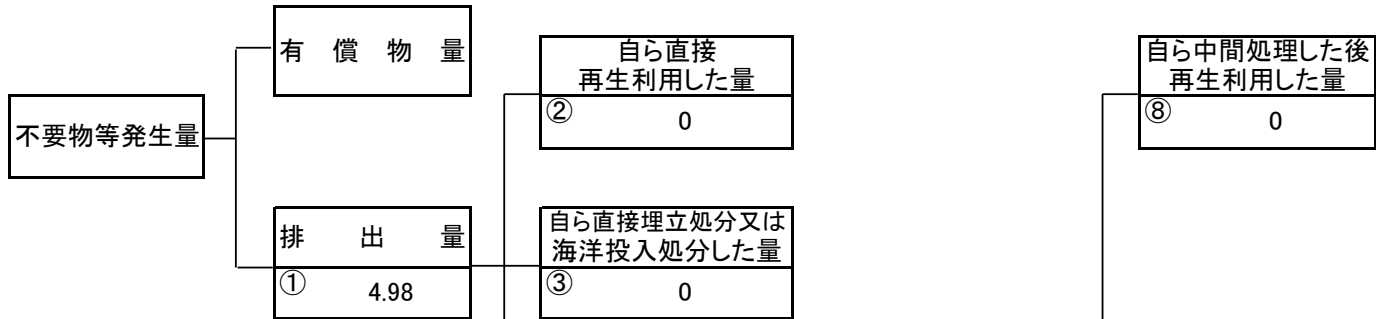 有 償 物 量
自ら直接
再生利用した量
② 0
自ら中間処理した後
再生利用した量
⑧ 0
不要物等発生量
排 出 量
① 4.98
自ら直接埋立処分又は
海洋投入処分した量
③ 0